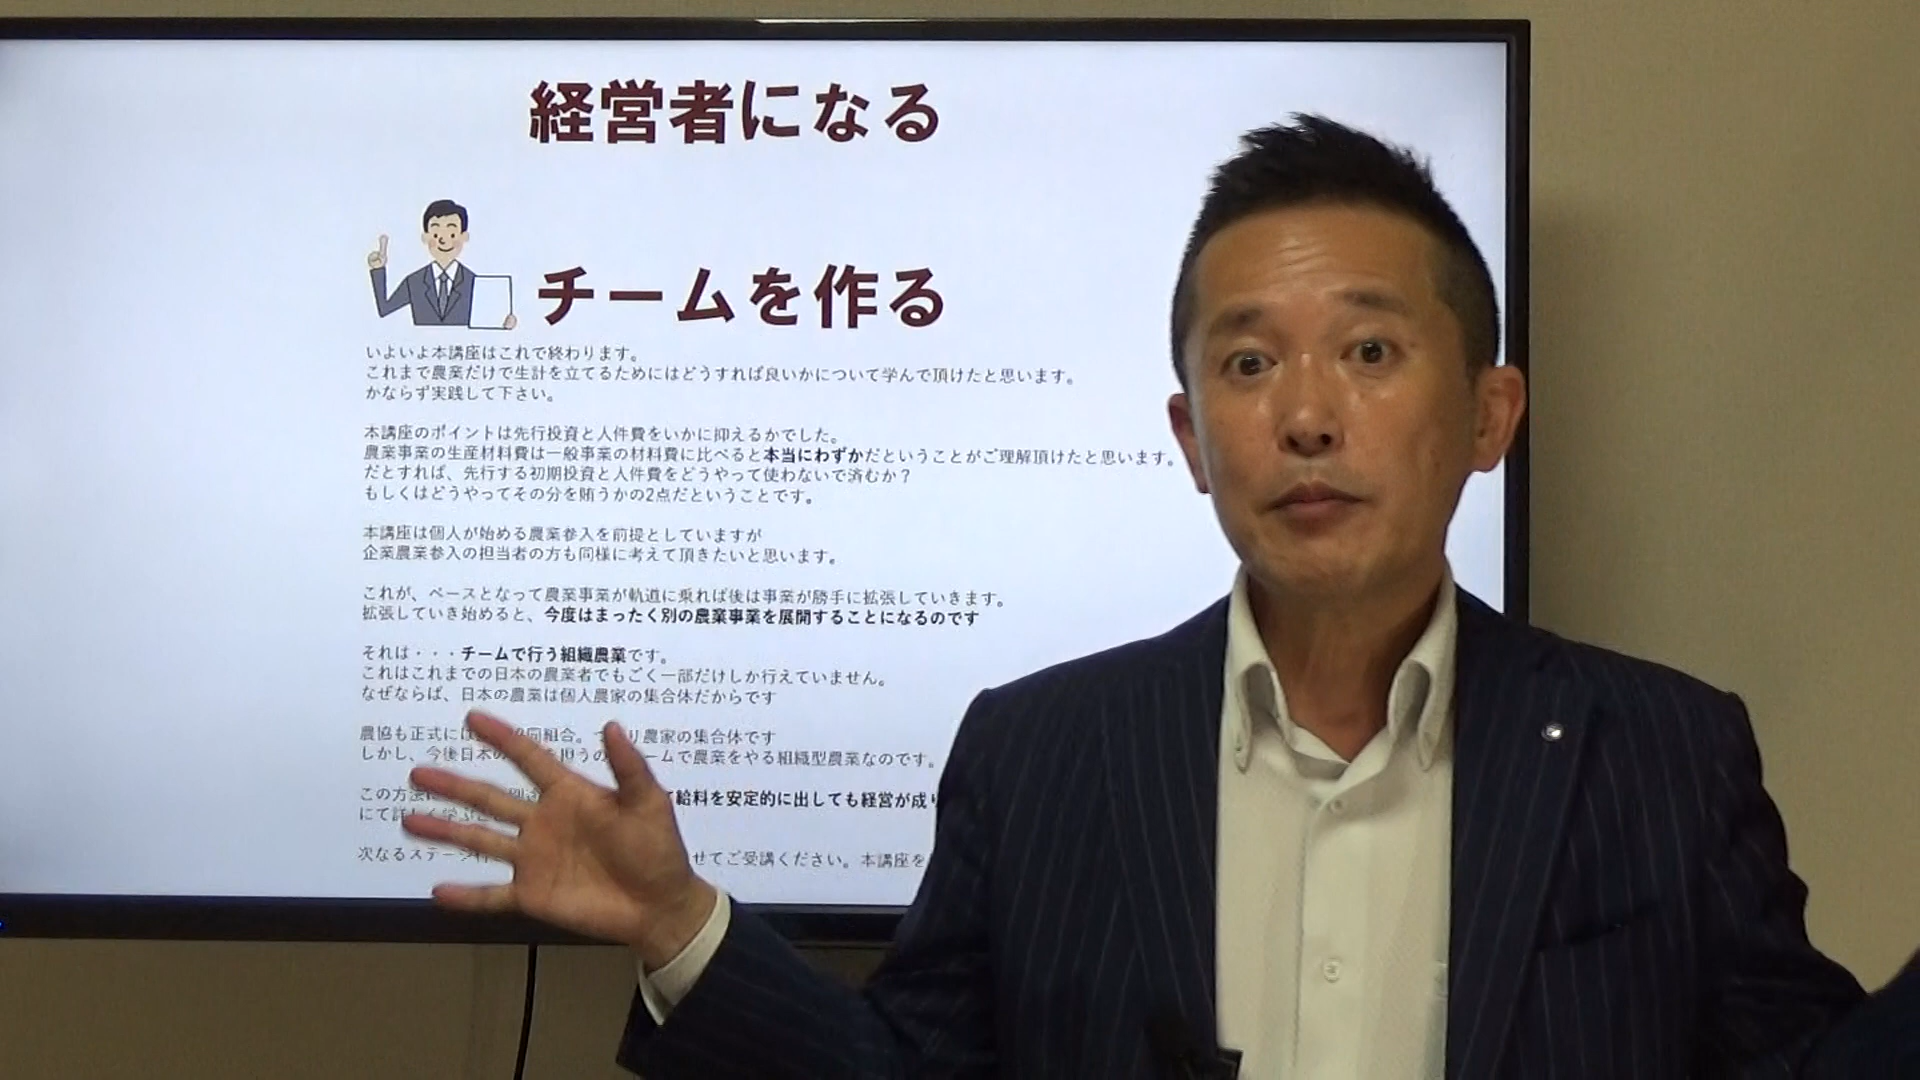 経営者になる
チームを作る
いよいよ本講座はこれで終わります。
これまで農業だけで生計を立てるためにはどうすれば良いかについて学んで頂けたと思います。
かならず実践して下さい。
本講座のポイントは先行投資と人件費をいかに抑えるかでした。
農業事業の生産材料費は一般事業の材料費に比べると本当にわずかだということがご理解頂けたと思います。
だとすれば、先行する初期投資と人件費をどうやって使わないで済むか？
もしくはどうやってその分を賄うかの2点だということです。
本講座は個人が始める農業参入を前提としていますが
企業農業参入の担当者の方も同様に考えて頂きたいと思います。
これが、ベースとなって農業事業が軌道に乗れば後は事業が勝手に拡張していきます。
拡張していき始めると、今度はまったく別の農業事業を展開することになるのです
それは・・・チームで行う組織農業です。
これはこれまでの日本の農業者でもごく一部だけしか行えていません。
なぜならば、日本の農業は個人農家の集合体だからです
農協も正式には 協同組合。つまり農家の集合体です
しかし、今後日本の を担うの ームで農業をやる組織型農業なのです。
この方法 給料を安定的に出しても経営が成り
にて詳しく学ぶ
次なるステージ せてご受講ください。本講座を